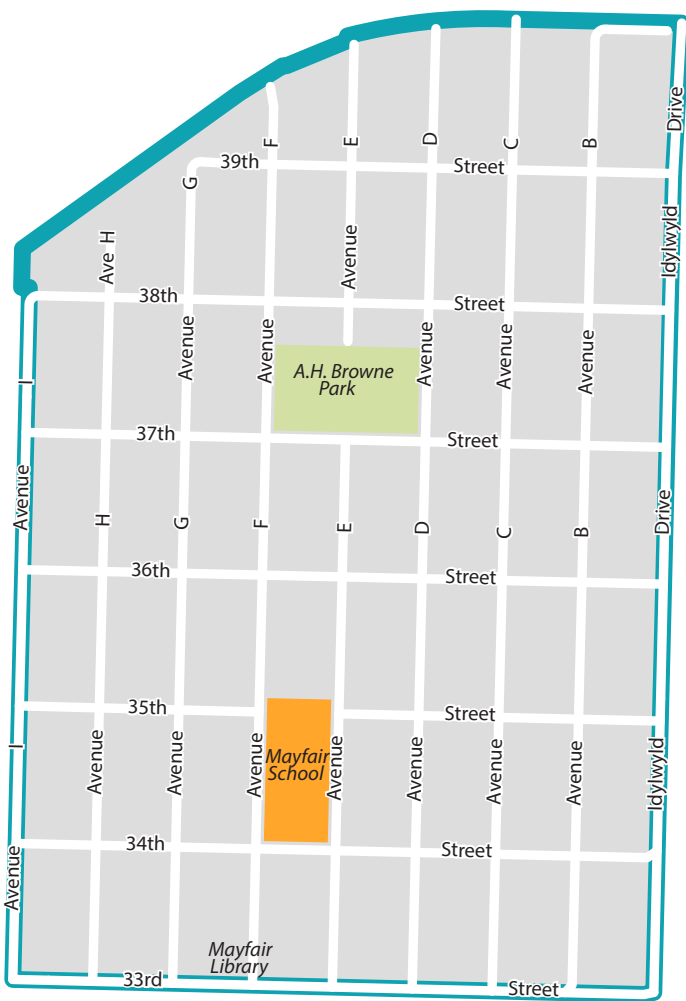 Drive
F
E
D
C
B
39th
Street
G
Idylwyld
Ave H
Avenue
38th
Street
Avenue
Avenue
Avenue
Avenue
Avenue
A.H. Browne
Park
I
37th
Street
Avenue
Drive
H
G
F
E
D
C
B
36th
Street
35th
Street
I
Avenue
Avenue
Avenue
Mayfair
School
Avenue
Avenue
Avenue
Avenue
Idylwyld
34th
Street
Avenue
Mayfair
Library
33rd
Street